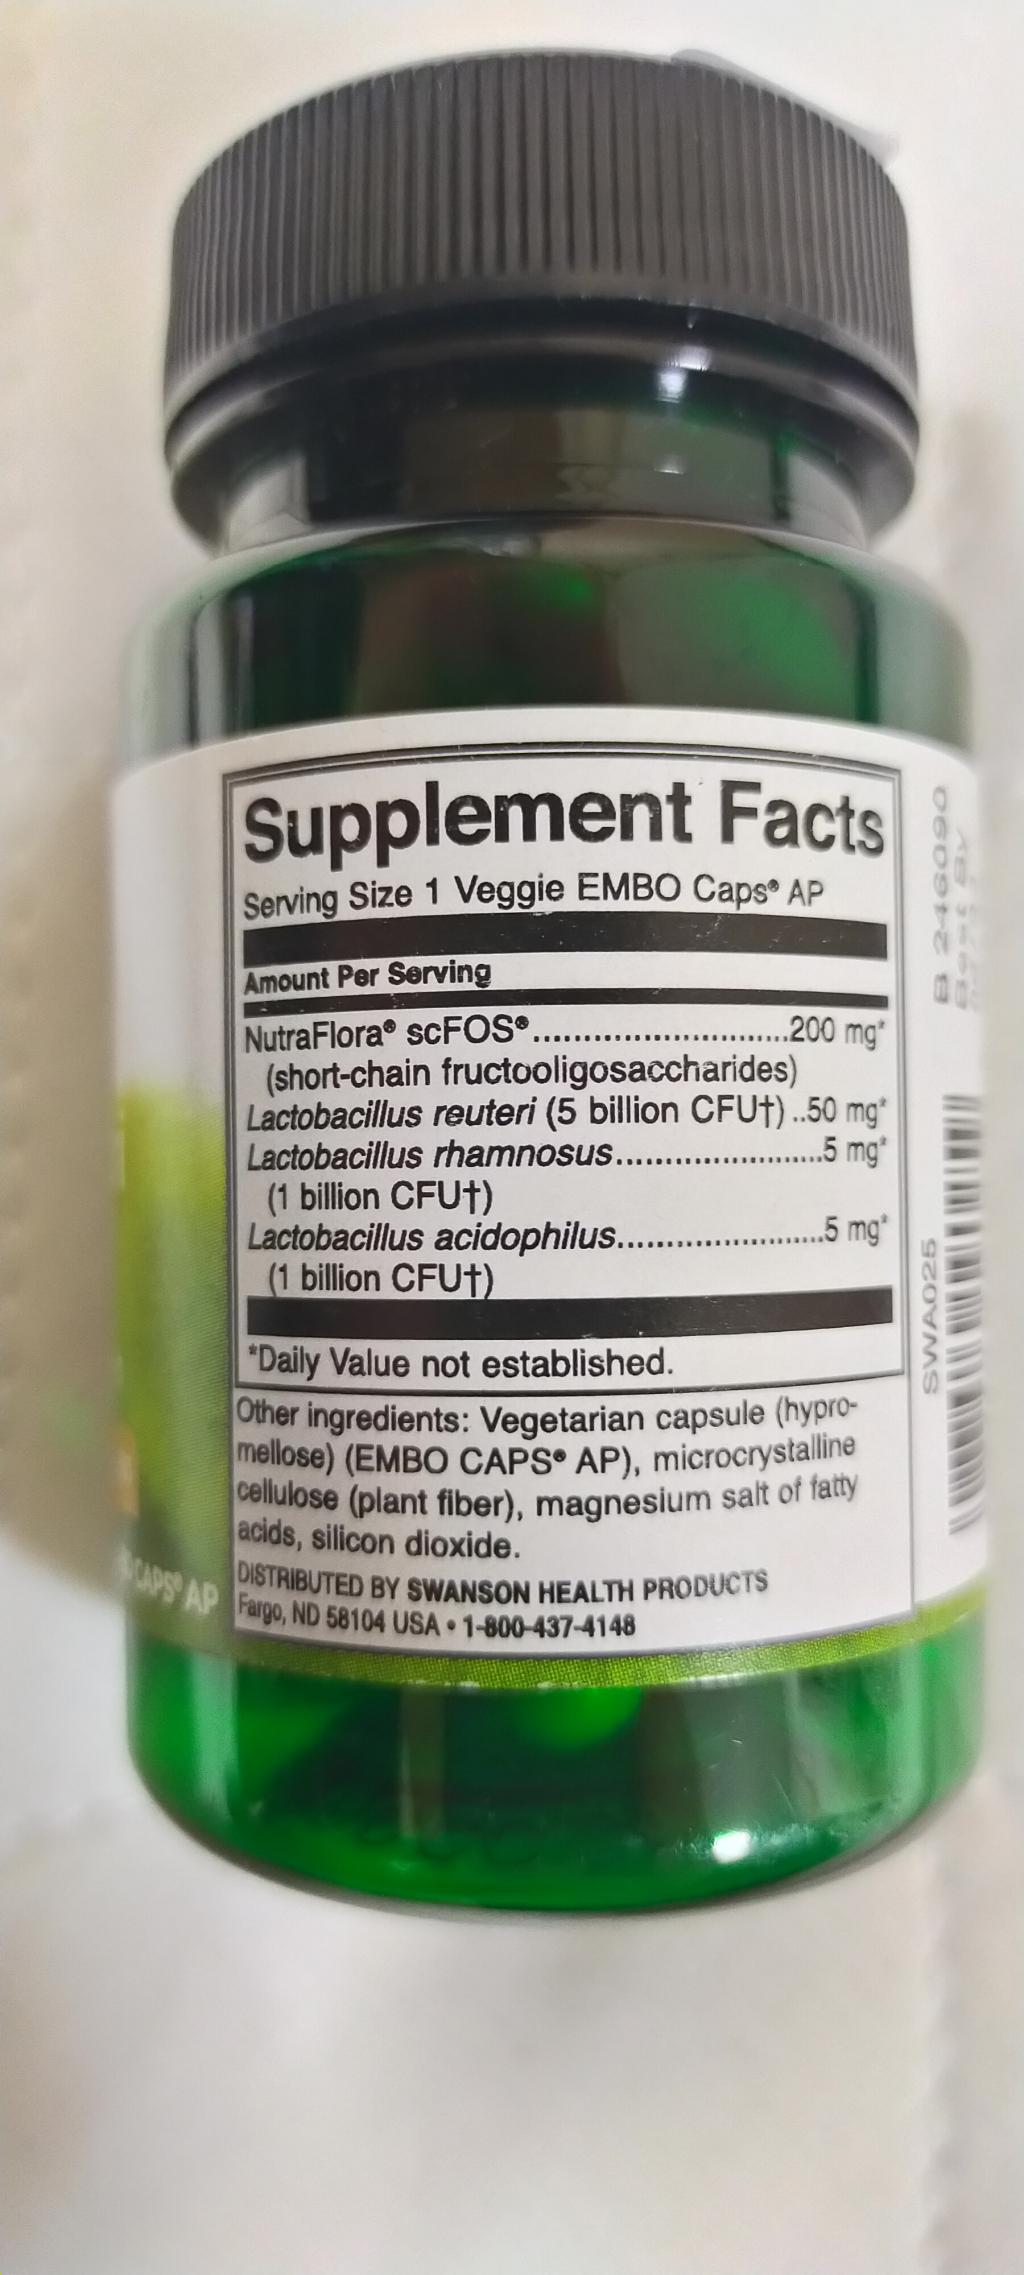 Supplement Facts
Serving Size 1 Veggie EMBO Caps® AP
Amount Per Serving
NutraFlora® scFOS®..............................200 mg*
(short-chain fructooligosaccharides)
Lactobacillus reuteri (5 billion CFU†) ..50 mg*
Lactobacillus rhamnosus........................5 mg*
(1 billion CFU†)
Lactobacillus acidophilus........................5 mg*
(1 billion CFU†)
*Daily Value not established.
Other ingredients: Vegetarian capsule (hypro-
mellose) (EMBO CAPS® AP), microcrystalline
cellulose (plant fiber), magnesium salt of fatty
acids, silicon dioxide.
DISTRIBUTED BY SWANSON HEALTH PRODUCTS
Fargo, ND 58104 USA • 1-800-437-4148
CAPS® AP
B 246090
Best By
SWA025